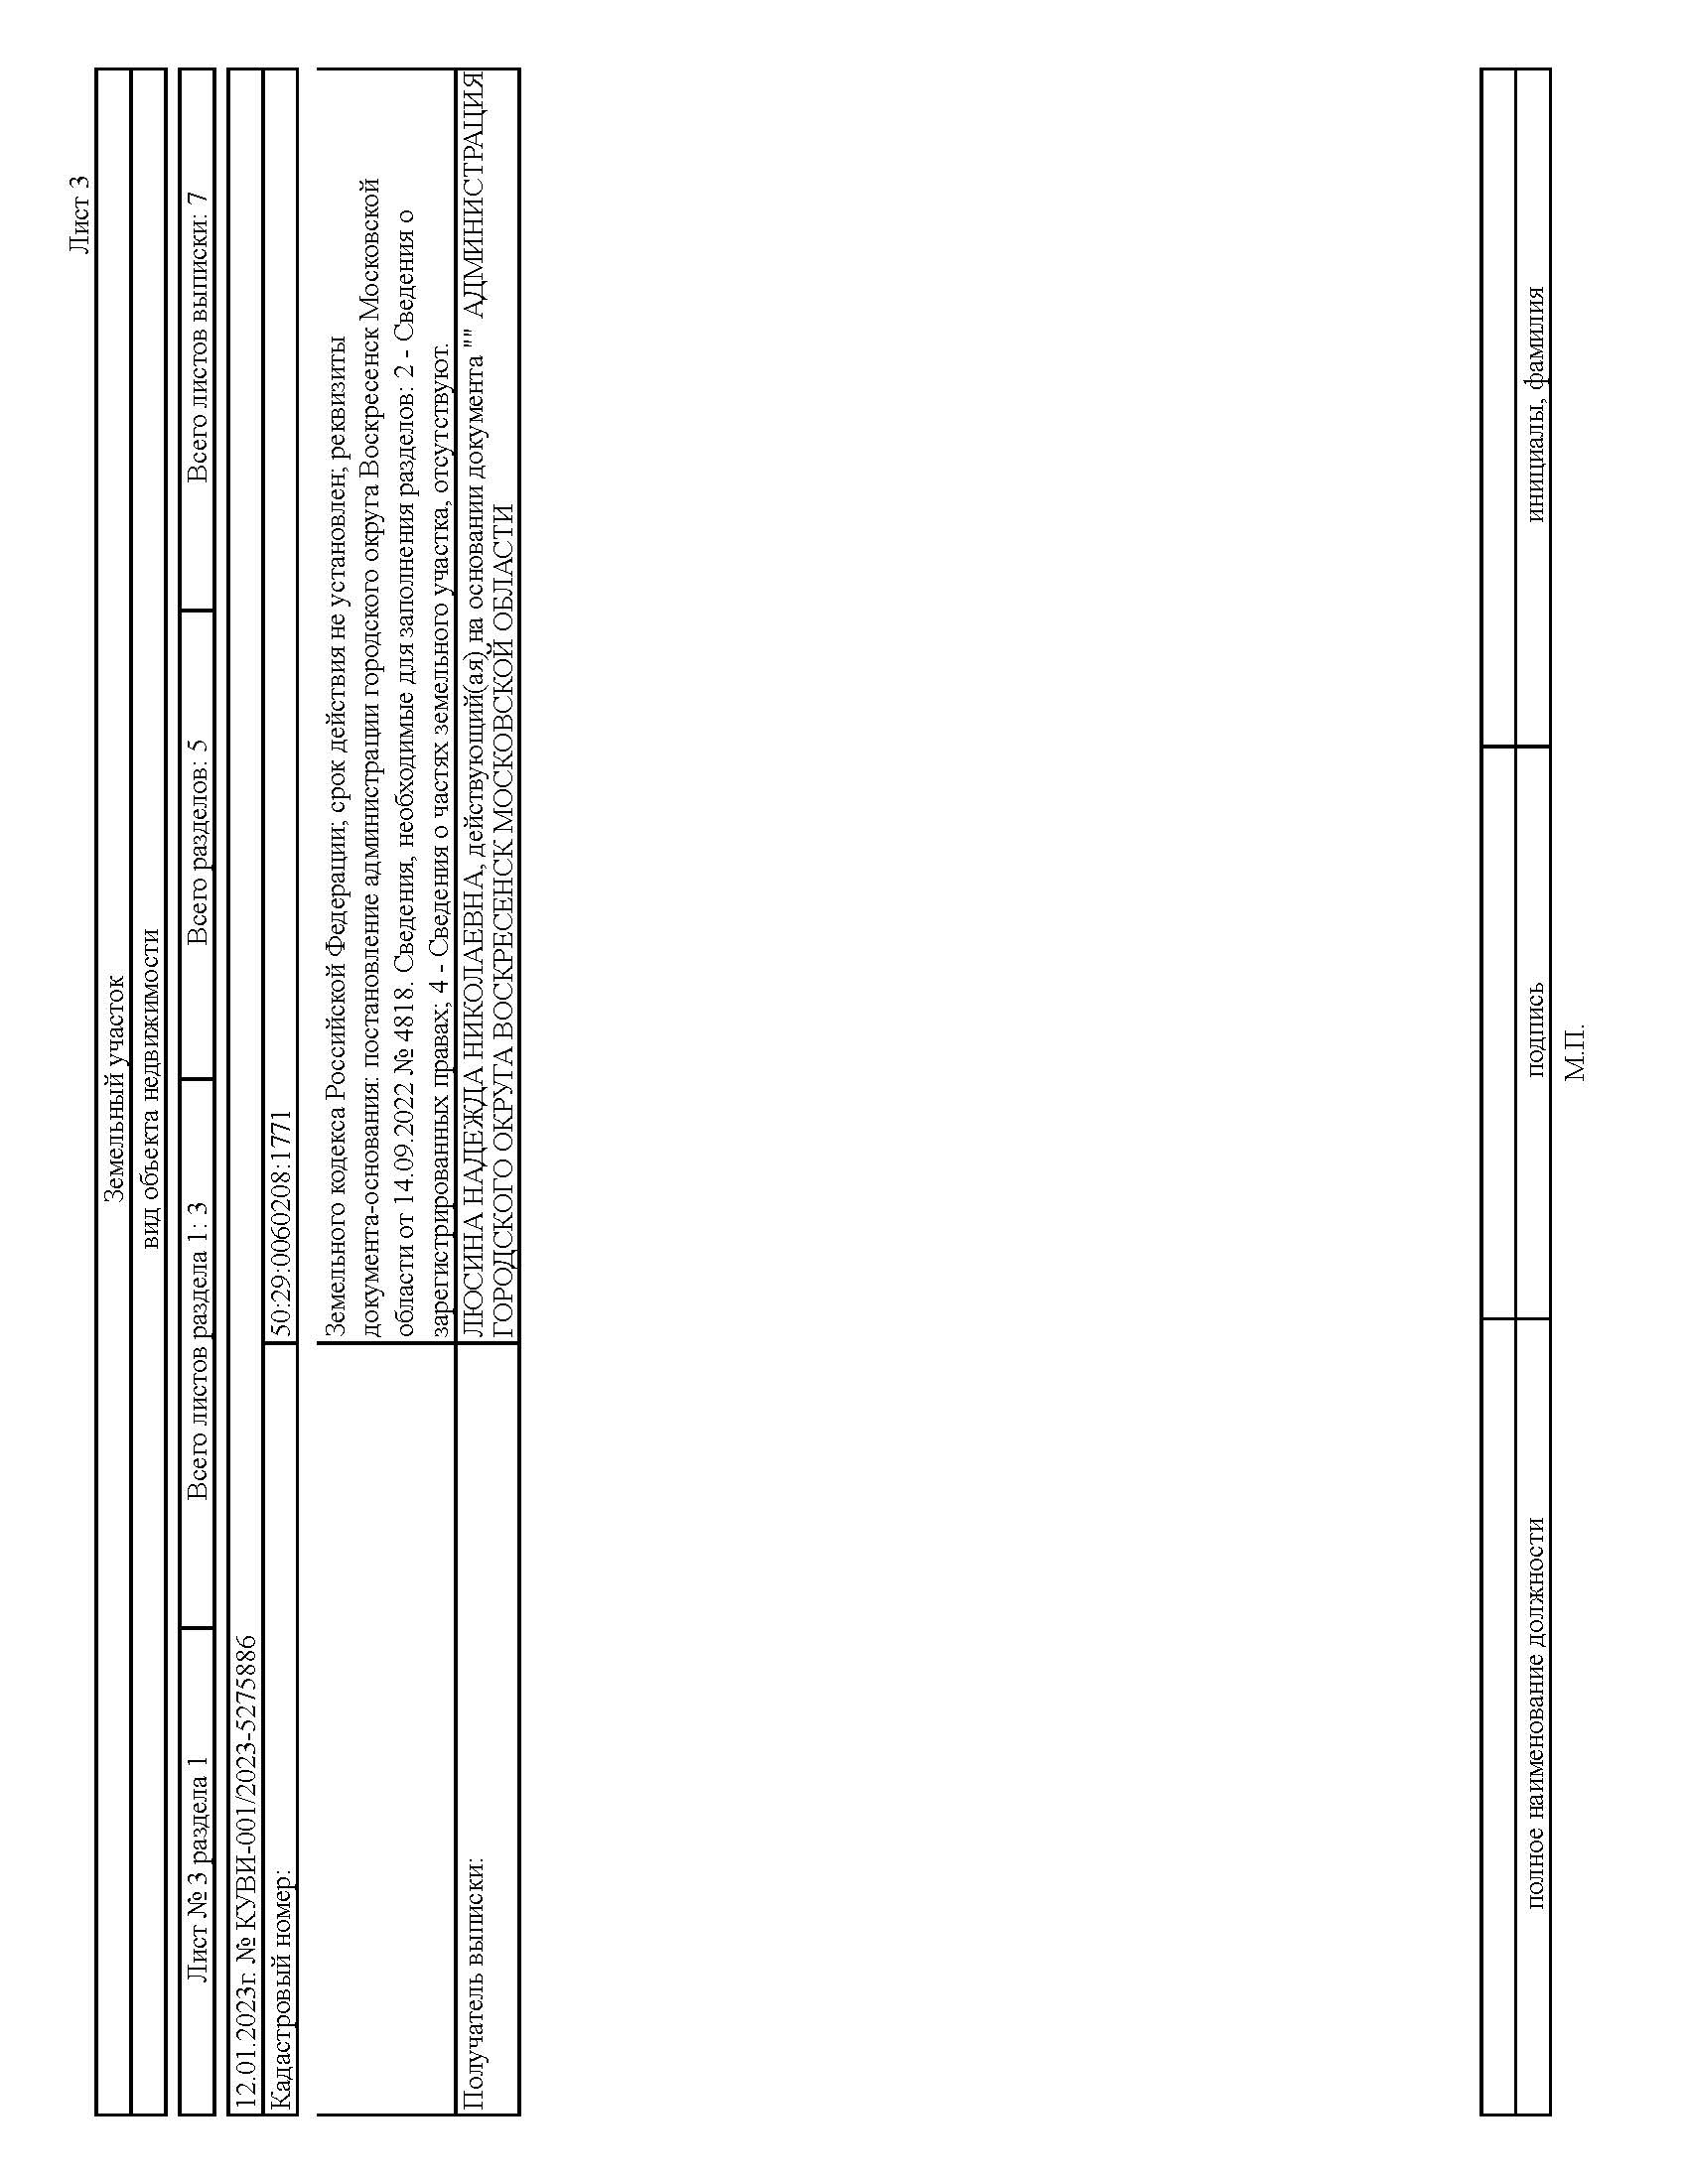 Лист 3
Земельный участок
вид объекта недвижимости
Лист № 3 раздела 1 Всего листов раздела 1: 3 Всего разделов: 5 Всего листов выписки: 7
12.01.2023г. № КУВИ-001/2023-5275886
Кадастровый номер: 50:29:0060208:1771
Земельного кодекса Российской Федерации; срок действия не установлен; реквизиты
документа-основания: постановление администрации городского округа Воскресенск Московской
области от 14.09.2022 № 4818. Сведения, необходимые для заполнения разделов: 2 - Сведения о
зарегистрированных правах; 4 - Сведения о частях земельного участка, отсутствуют.
Получатель выписки: ЛЮСИНА НАДЕЖДА НИКОЛАЕВНА, действующий(ая) на основании документа "" АДМИНИСТРАЦИЯ
ГОРОДСКОГО ОКРУГА ВОСКРЕСЕНСК МОСКОВСКОЙ ОБЛАСТИ
полное наименование должности подпись инициалы, фамилия
М.П.